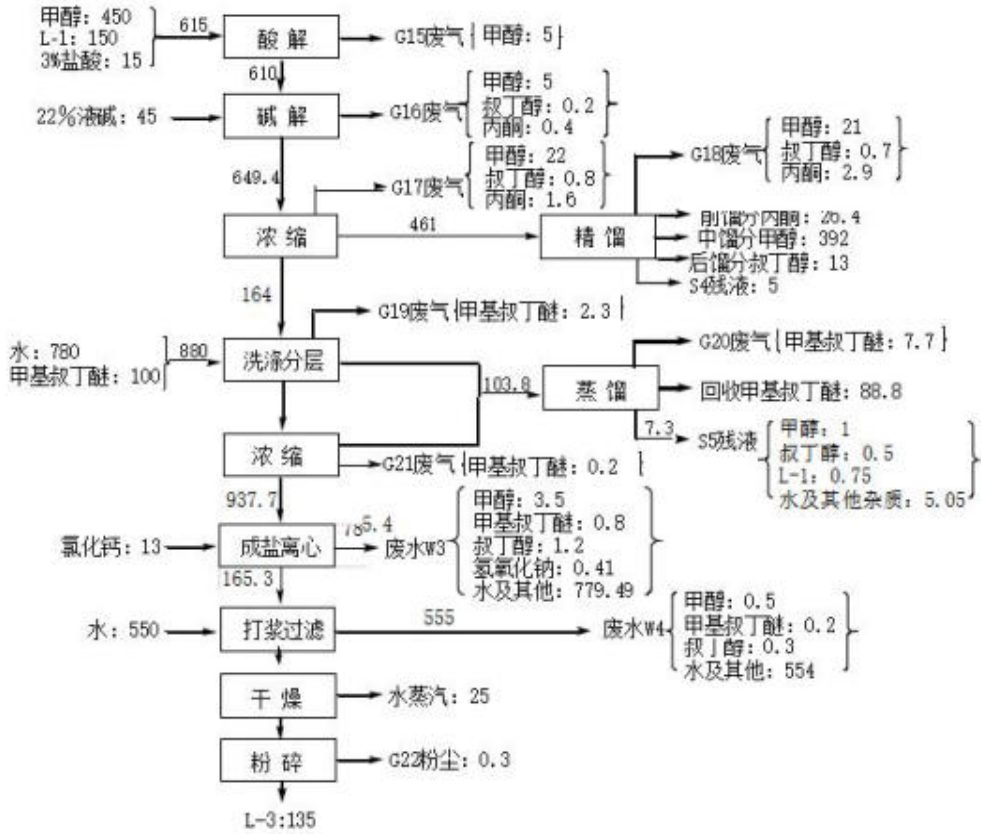 甲醇: 450
L-1: 150
3%盐酸: 15
615
酸解
G15废气
甲醇: 5
610
22%液碱: 45
碱解
G16废气
甲醇: 5
叔丁醇: 0.2
丙酮: 0.4
649.4
G17废气
甲醇: 22
叔丁醇: 0.8
丙酮: 1.6
浓缩
461
精馏
G18废气
甲醇: 21
叔丁醇: 0.7
丙酮: 2.9
前馏分丙酮: 26.4
中馏分甲醇: 392
后馏分叔丁醇: 13
S4残液: 5
164
G19废气
甲基叔丁醚: 2.3
水: 780
甲基叔丁醚: 100
880
洗涤分层
103.8
蒸馏
G20废气
甲基叔丁醚: 7.7
回收甲基叔丁醚: 88.8
7.3
S5残液
甲醇: 1
叔丁醇: 0.5
L-1: 0.75
水及其他杂质: 5.05
浓缩
G21废气
甲基叔丁醚: 0.2
937.7
氯化钙: 13
成盐离心
785.4
废水W3
甲醇: 3.5
甲基叔丁醚: 0.8
叔丁醇: 1.2
氢氧化钠: 0.41
水及其他: 779.49
165.3
水: 550
打浆过滤
555
废水W4
甲醇: 0.5
甲基叔丁醚: 0.2
叔丁醇: 0.3
水及其他: 554
干燥
水蒸汽: 25
粉碎
G22粉尘: 0.3
L-3:135